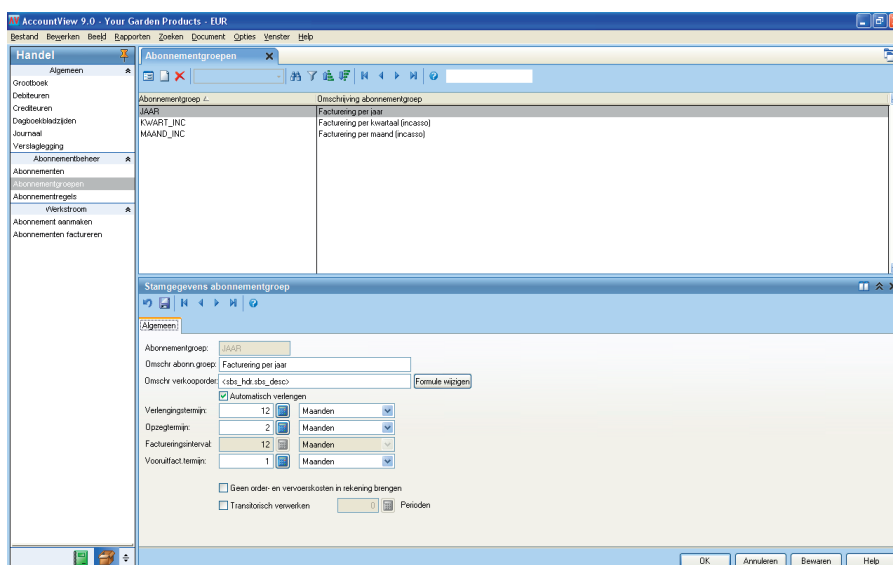 AccountView 9.0 - Your Garden Products - EUR
Bestand Bewerken Beeld Rapporten Zoeken Document Opties Venster Help
Handel
Algemeen
Grootboek
Debiteuren
Crediteuren
Dagboekbladzijden
Journaal
Verslaglegging
Abonnementbeheer
Abonnementen
Abonnementgroepen
Abonnementregels
Werkstroom
Abonnement aanmaken
Abonnementen factureren
Abonnementgroepen
Abonnementgroep Omschrijving abonnementgroep
JAAR Facturering per jaar
KWART_INC Facturering per kwartaal (incasso)
MAAND_INC Facturering per maand (incasso)
Stamgegevens abonnementgroep
Algemeen
Abonnementgroep: JAAR
Omschr abonn.groep: Facturering per jaar
Omschr verkooporder: <sbs_hdr.sbs_desc> Formule wijzigen
Automatisch verlengen
Verlengingstermijn: 12 Maanden
Opzegtermijn: 2 Maanden
Factureringsinterval: 12 Maanden
Vooruitfact.termijn: 1 Maanden
Geen order- en vervoerskosten in rekening brengen
Transitorisch verwerken 0 Perioden
OK Annuleren Bewaren Help